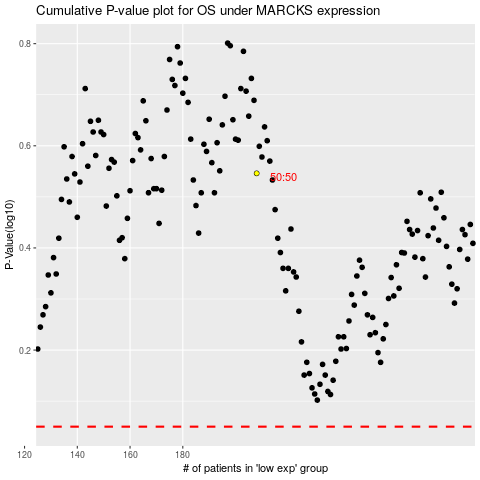 Cumulative P-value plot for OS under MARCKS expression
P-Value(log10)
0.8
0.6
0.4
0.2
50:50
120 140 160 180
# of patients in 'low exp' group